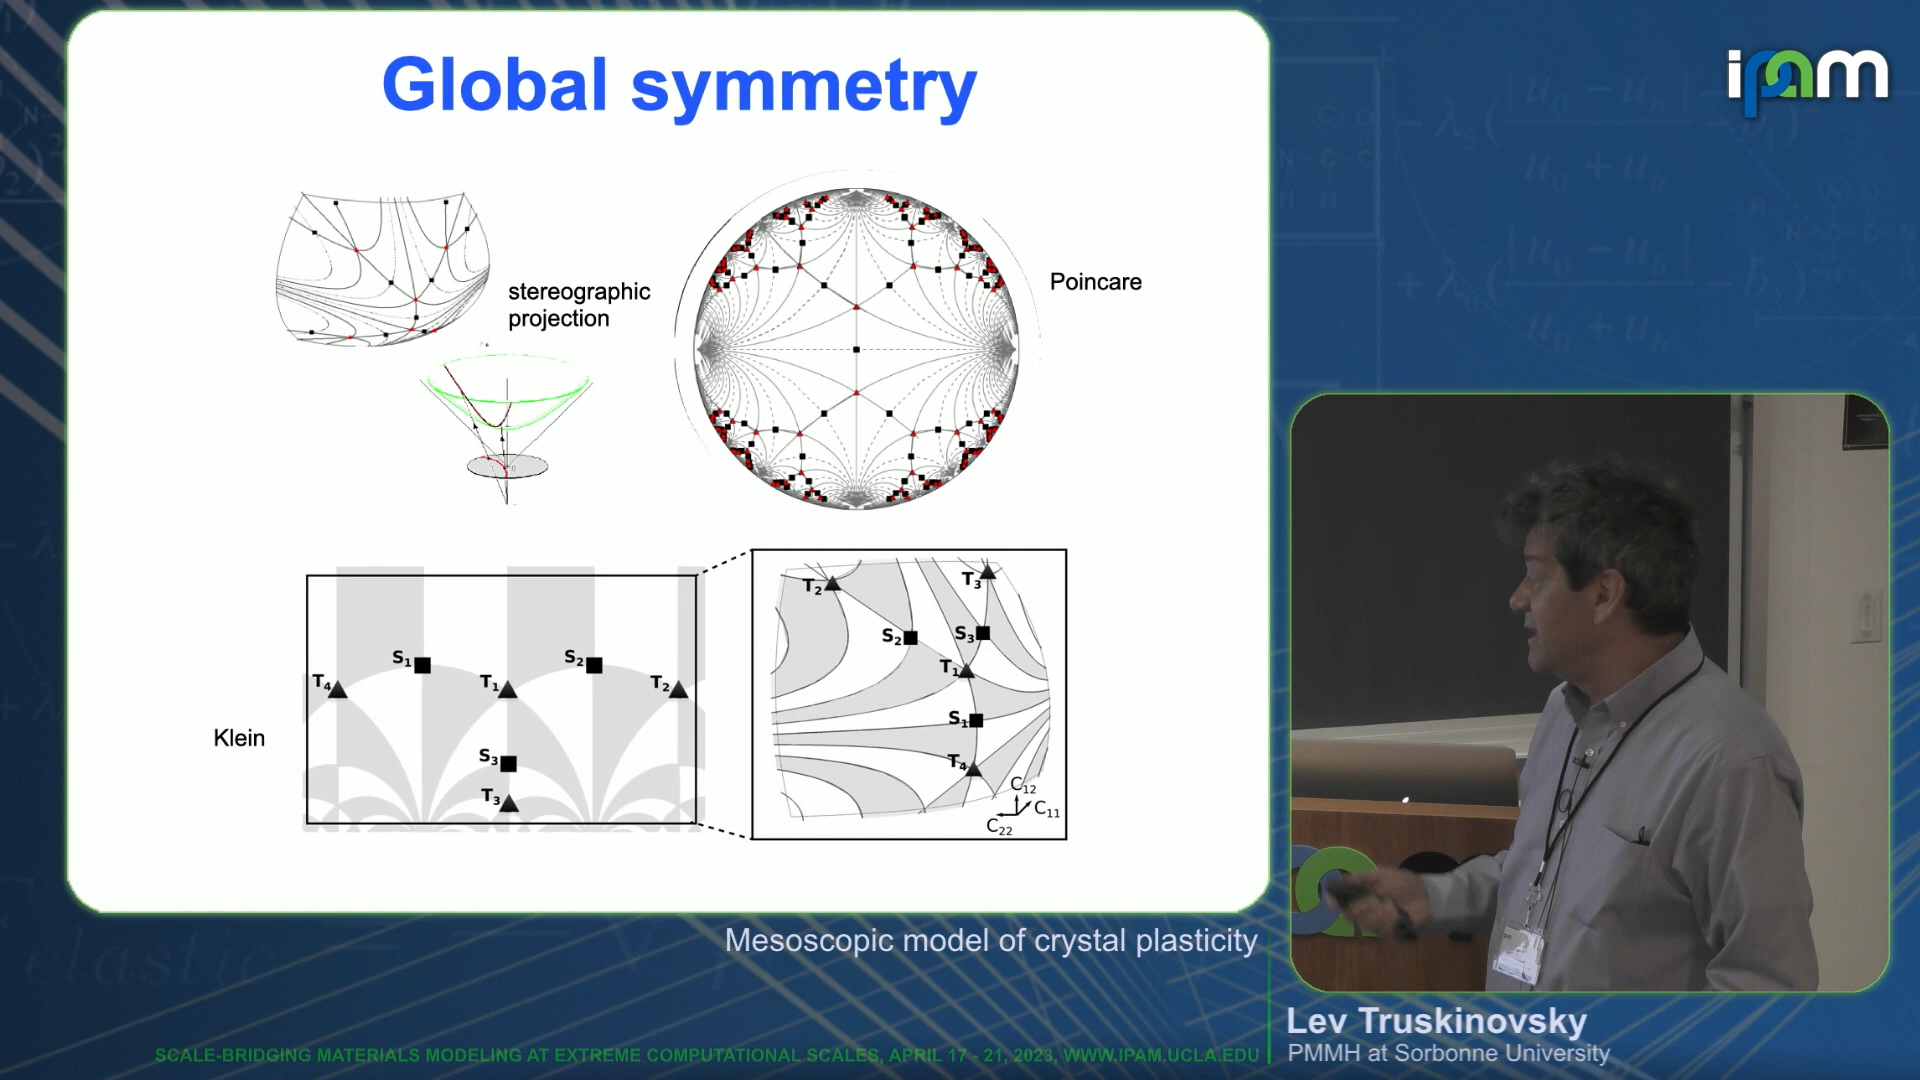 Global symmetry
ipam
stereographic
projection
Poincare
Klein
T4
S1
T1
S2
T2
S3
T3
T2
T3
S2
S3
T1
S1
T4
C12
C11
C22
Mesoscopic model of crystal plasticity
Lev Truskinovsky
PMMH at Sorbonne University
SCALE-BRIDGING MATERIALS MODELING AT EXTREME COMPUTATIONAL SCALES, APRIL 17 - 21, 2023, WWW.IPAM.UCLA.EDU
elastic